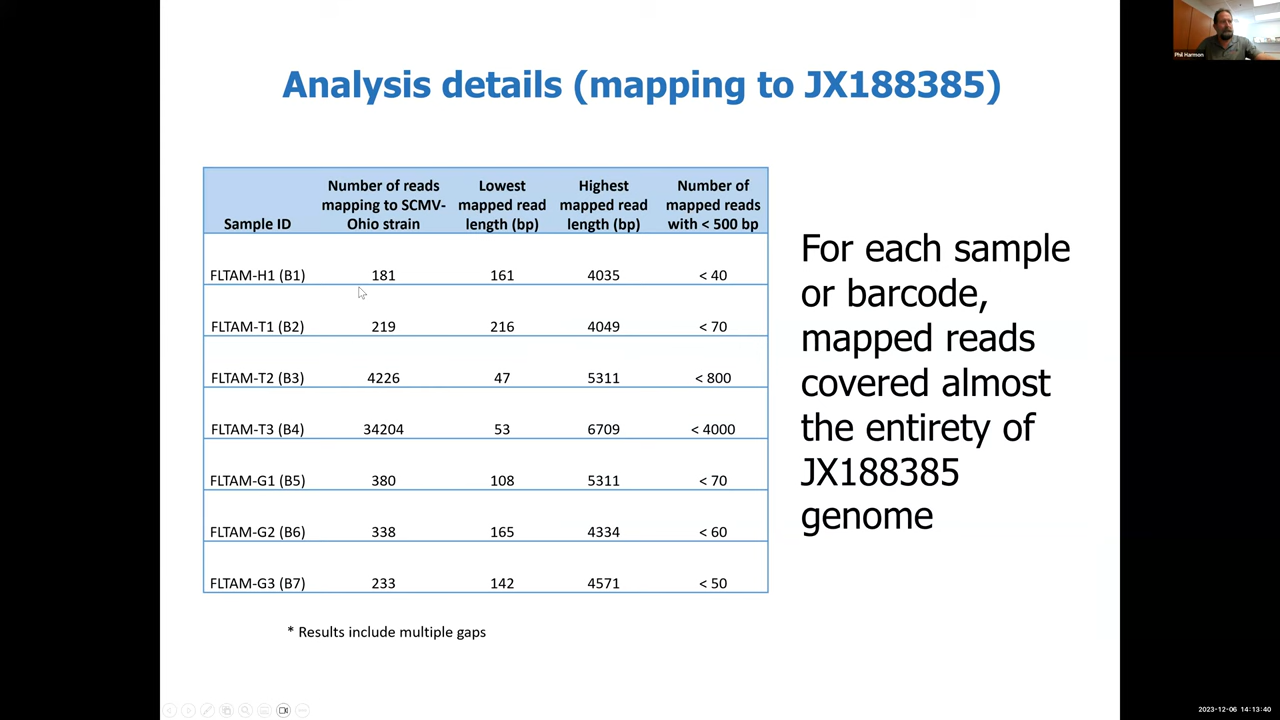 Phil Harmon
Analysis details (mapping to JX188385)
Sample ID
Number of reads
mapping to SCMV-
Ohio strain
Lowest
mapped read
length (bp)
Highest
mapped read
length (bp)
Number of
mapped reads
with < 500 bp
FLTAM-H1 (B1) 181 161 4035 < 40
FLTAM-T1 (B2) 219 216 4049 < 70
FLTAM-T2 (B3) 4226 47 5311 < 800
FLTAM-T3 (B4) 34204 53 6709 < 4000
FLTAM-G1 (B5) 380 108 5311 < 70
FLTAM-G2 (B6) 338 165 4334 < 60
FLTAM-G3 (B7) 233 142 4571 < 50
* Results include multiple gaps
For each sample
or barcode,
mapped reads
covered almost
the entirety of
JX188385
genome
2023-12-06 14:13:40